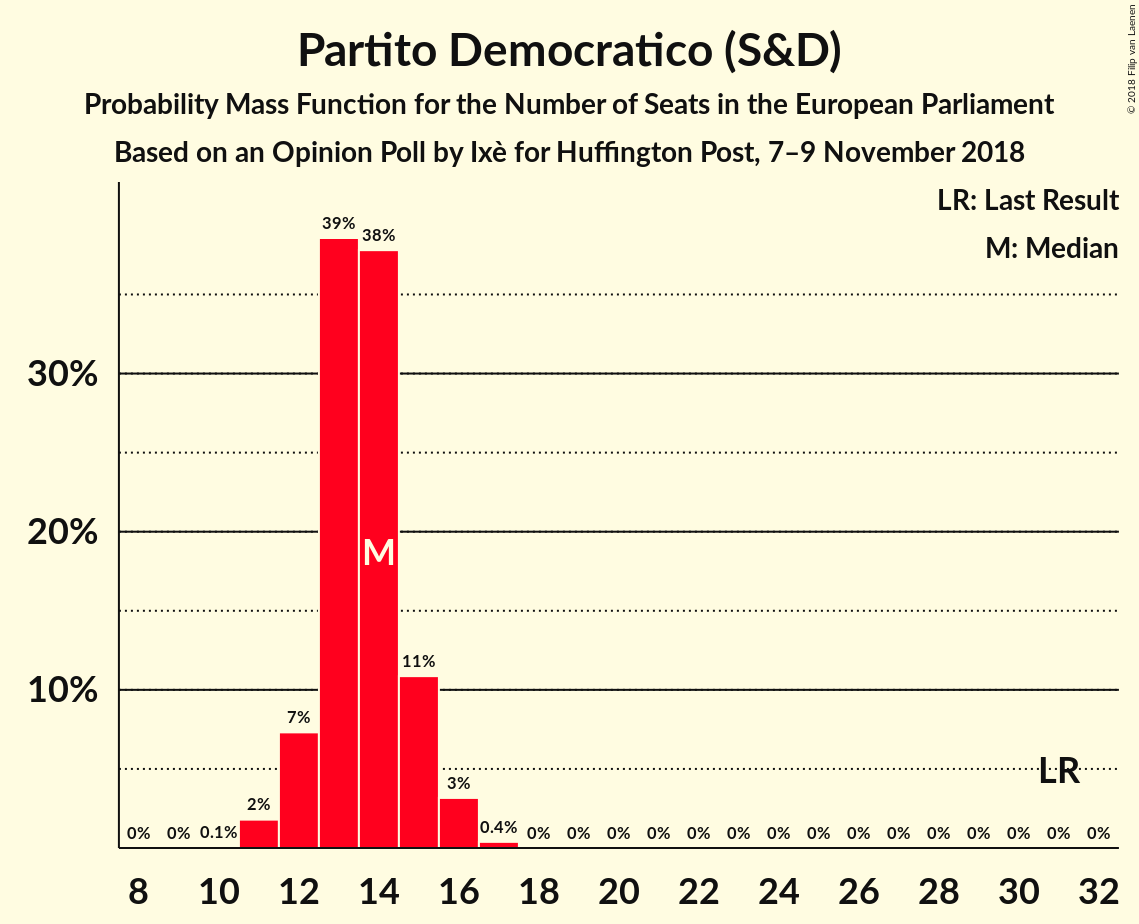 © 2018 Filip van Laenen
Partito Democratico (S&D)
Probability Mass Function for the Number of Seats in the European Parliament
Based on an Opinion Poll by Ixè for Huffington Post, 7–9 November 2018
LR: Last Result
M: Median
39%
38%
30%
20%
M
11%
10%
7%
LR
3%
2%
0% 0% 0.1% 0.4% 0% 0% 0% 0% 0% 0% 0% 0% 0% 0% 0% 0% 0% 0% 0%
8 10 12 14 16 18 20 22 24 26 28 30 32